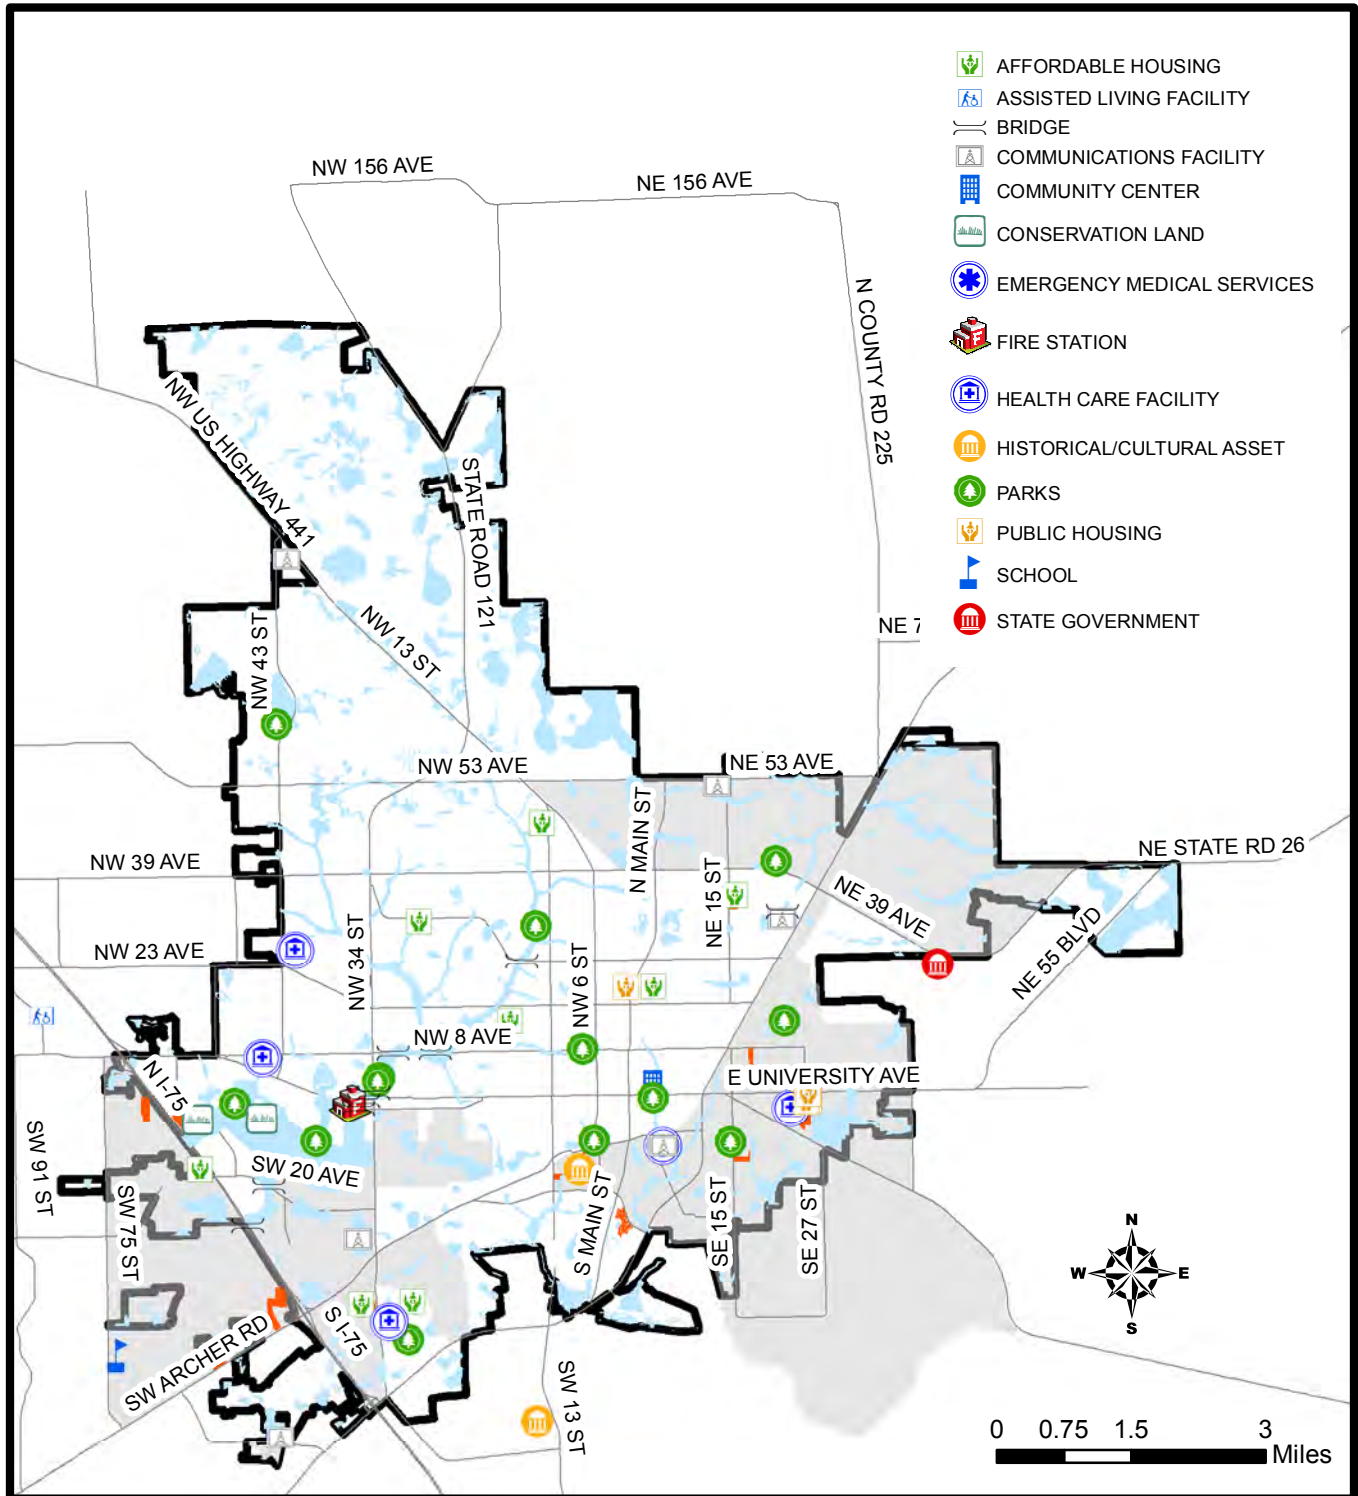 AFFORDABLE HOUSING
ASSISTED LIVING FACILITY
BRIDGE
COMMUNICATIONS FACILITY
COMMUNITY CENTER
CONSERVATION LAND
EMERGENCY MEDICAL SERVICES
FIRE STATION
HEALTH CARE FACILITY
HISTORICAL/CULTURAL ASSET
PARKS
PUBLIC HOUSING
SCHOOL
STATE GOVERNMENT
NW 156 AVE
NE 156 AVE
N COUNTY RD 225
NW US HIGHWAY 441
STATE ROAD 121
NE 7
NW 43 ST
NW 13 ST
NW 53 AVE
NE 53 AVE
N MAIN ST
NE STATE RD 26
NW 39 AVE
NE 15 ST
NE 39 AVE
NW 34 ST
NW 23 AVE
NW 6 ST
NE 55 BLVD
NW 8 AVE
N I-75
E UNIVERSITY AVE
SW 91 ST
SW 20 AVE
SW 75 ST
S MAIN ST
SE 15 ST
SE 27 ST
S I-75
SW ARCHER RD
SW 13 ST
N
W E
S
0 0.75 1.5 3
Miles